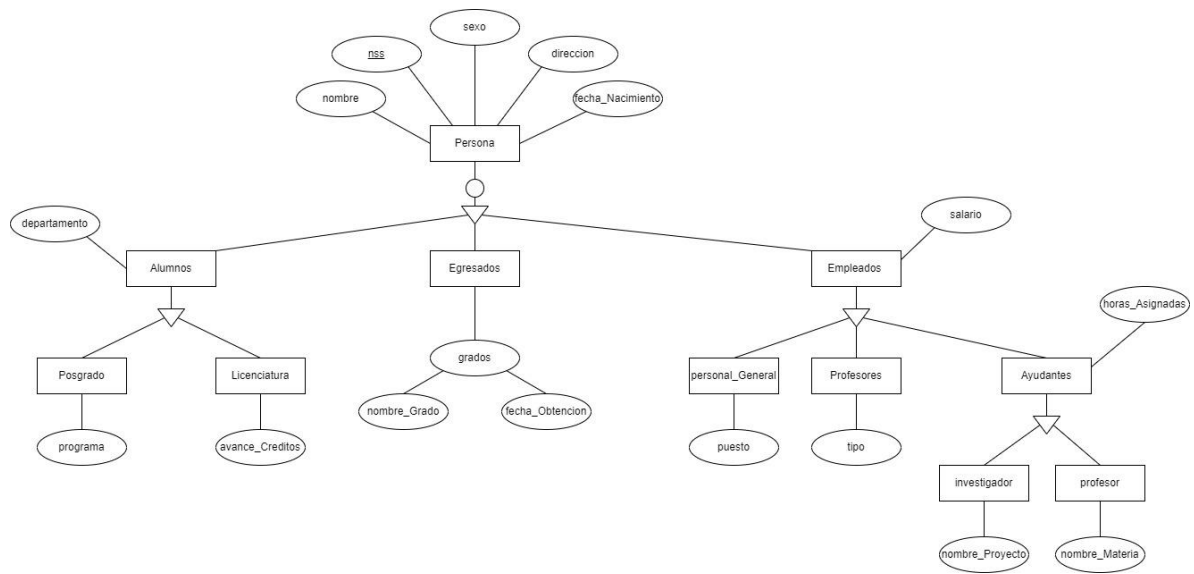 sexo
nss
direccion
nombre
fecha_Nacimiento
Persona
departamento
salario
Alumnos
Egresados
Empleados
horas_Asignadas
Posgrado
Licenciatura
grados
personal_General
Profesores
Ayudantes
nombre_Grado
fecha_Obtencion
programa
avance_Creditos
puesto
tipo
investigador
profesor
nombre_Proyecto
nombre_Materia